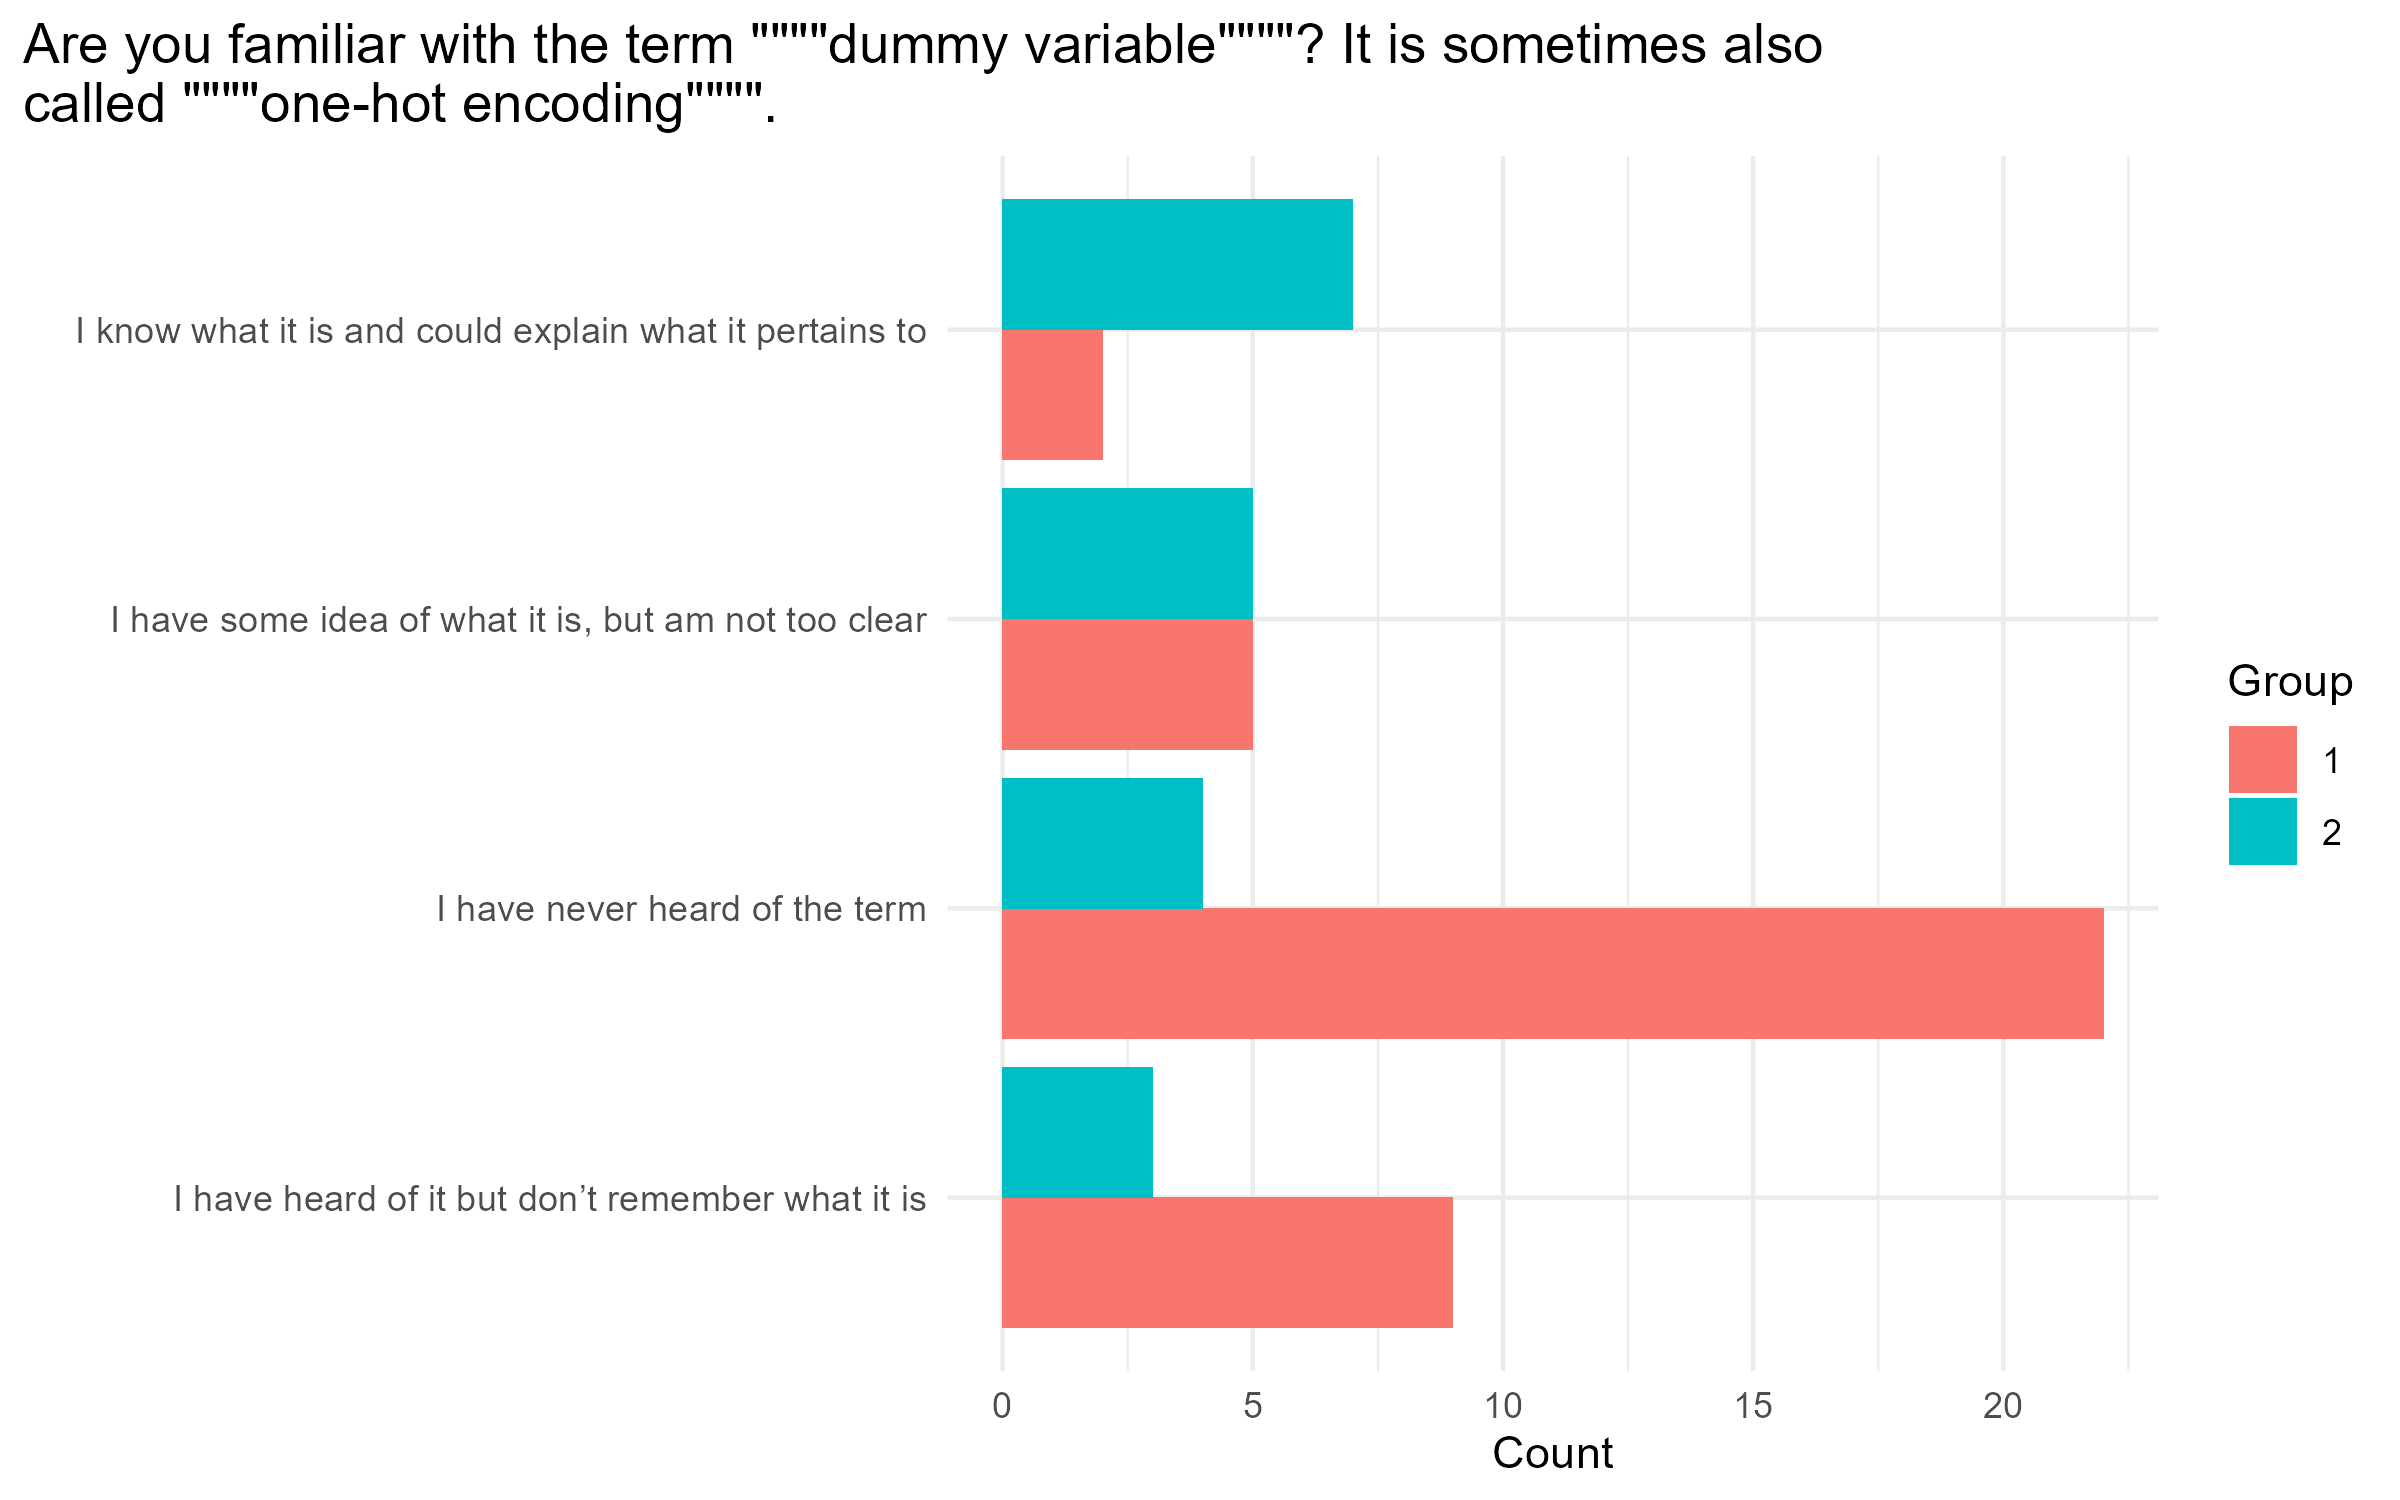 Are you familiar with the term """"dummy variable""""? It is sometimes also
called """"one-hot encoding"""".
I know what it is and could explain what it pertains to
I have some idea of what it is, but am not too clear
I have never heard of the term
I have heard of it but don’t remember what it is
0 5 10 15 20
Count
Group
1
2